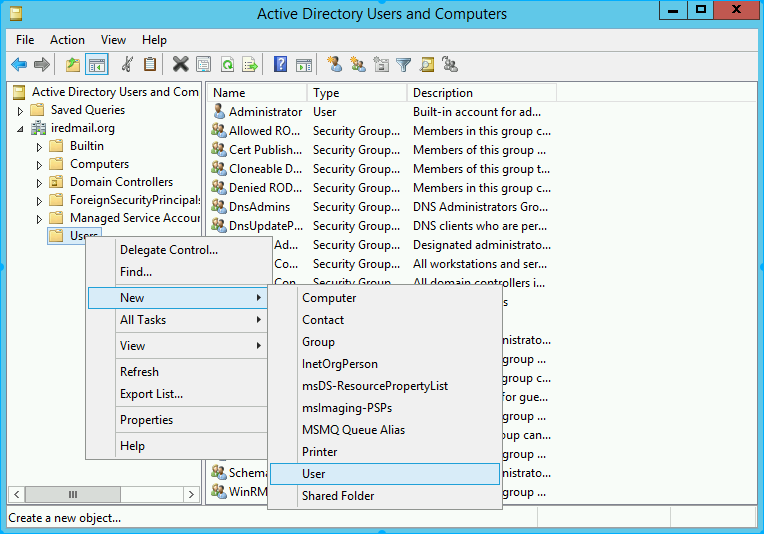 Active Directory Users and Computers
File Action View Help
Active Directory Users and Com
Saved Queries
iredmail.org
Builtin
Computers
Domain Controllers
ForeignSecurityPrincipals
Managed Service Accour
Users
Name Type Description
Administrator User Built-in account for ad...
Allowed RO... Security Group... Members in this group c...
Cert Publish... Security Group... Members of this group ...
Cloneable D... Security Group... Members of this group t...
Denied ROD... Security Group... Members in this group c...
DnsAdmins Security Group... DNS Administrators Gro...
DnsUpdateP... Security Group... DNS clients who are per...
Ad... Security Group... Designated administrato...
Co... Security Group... All workstations and ser...
Con Security Group... All domain controllers i...
s
nistrato...
group ...
group c...
for gue...
group ...
roup can...
group ...
Schema nistrato...
WinRM group ...
Delegate Control...
Find...
New
All Tasks
View
Refresh
Export List...
Properties
Help
Computer
Contact
Group
InetOrgPerson
msDS-ResourcePropertyList
msImaging-PSPs
MSMQ Queue Alias
Printer
User
Shared Folder
Create a new object...